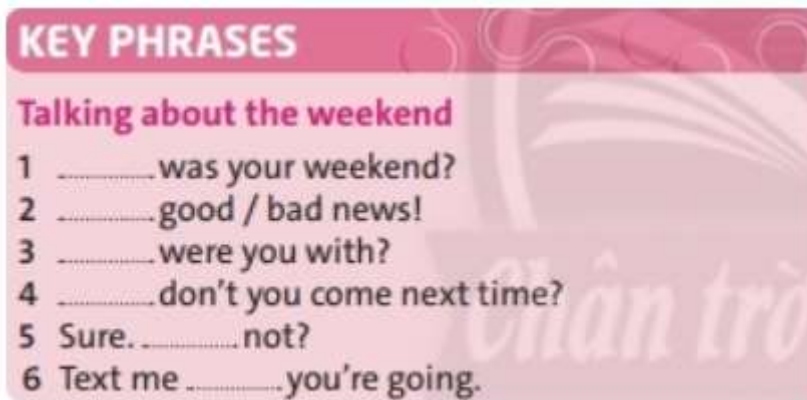 KEY PHRASES
Talking about the weekend
1 ............ was your weekend?
2 ............ good / bad news!
3 ............ were you with?
4 ............ don't you come next time?
5 Sure. ............ not?
6 Text me ............ you're going.
Chân trờ